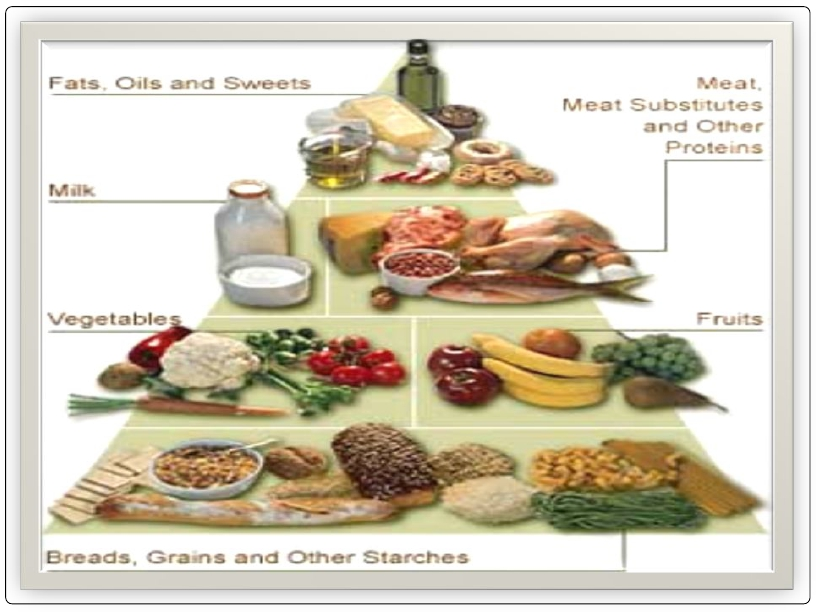 Fats, Oils and Sweets
Meat,
Meat Substitutes
and Other
Proteins
Milk
Vegetables
Fruits
Breads, Grains and Other Starches